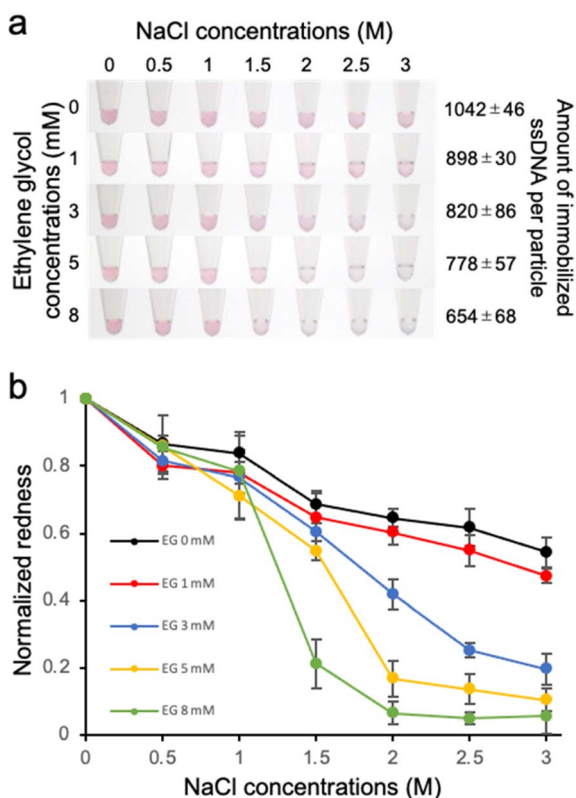 a
NaCl concentrations (M)
0 0.5 1 1.5 2 2.5 3
Ethylene glycol
concentrations (mM)
0
1
3
5
8
1042±46
898±30
820±86
778±57
654±68
Amount of immobilized
ssDNA per particle
b
Normalized redness
1
0.8
0.6
0.4
0.2
0
EG 0 mM
EG 1 mM
EG 3 mM
EG 5 mM
EG 8 mM
0 0.5 1 1.5 2 2.5 3
NaCl concentrations (M)